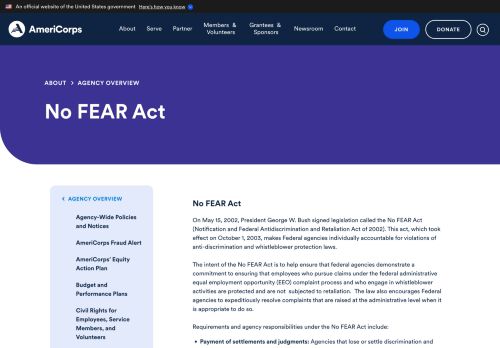 An official website of the United States government Here's how you know
AmeriCorps
About
Serve
Partner
Members &
Volunteers
Grantees &
Sponsors
Newsroom
Contact
JOIN
DONATE
ABOUT > AGENCY OVERVIEW
No FEAR Act
< AGENCY OVERVIEW
Agency-Wide Policies
and Notices
AmeriCorps Fraud Alert
AmeriCorps' Equity
Action Plan
Budget and
Performance Plans
Civil Rights for
Employees, Service
Members, and
Volunteers
No FEAR Act
On May 15, 2002, President George W. Bush signed legislation called the No FEAR Act
(Notification and Federal Antidiscrimination and Retaliation Act of 2002). This act, which took
effect on October 1, 2003, makes Federal agencies individually accountable for violations of
anti-discrimination and whistleblower protection laws.
The intent of the No FEAR Act is to help ensure that federal agencies demonstrate a
commitment to ensuring that employees who pursue claims under the federal administrative
equal employment opportunity (EEO) complaint process and who engage in whistleblower
activities are protected and are not subjected to retaliation. The law also encourages Federal
agencies to expeditiously resolve complaints that are raised at the administrative level when it
is appropriate to do so.
Requirements and agency responsibilities under the No FEAR Act include:
• Payment of settlements and judgments: Agencies that lose or settle discrimination and